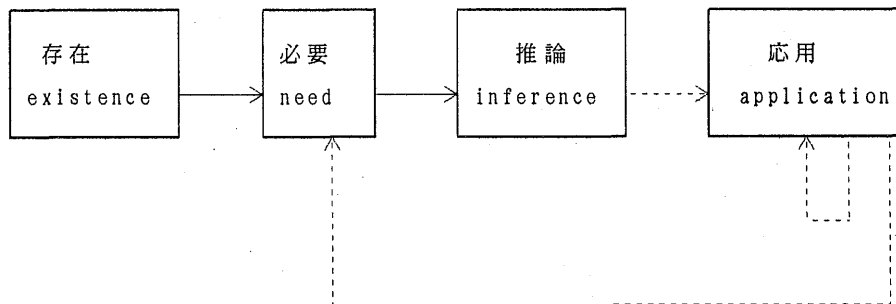 存在
existence
必要
need
推論
inference
応用
application